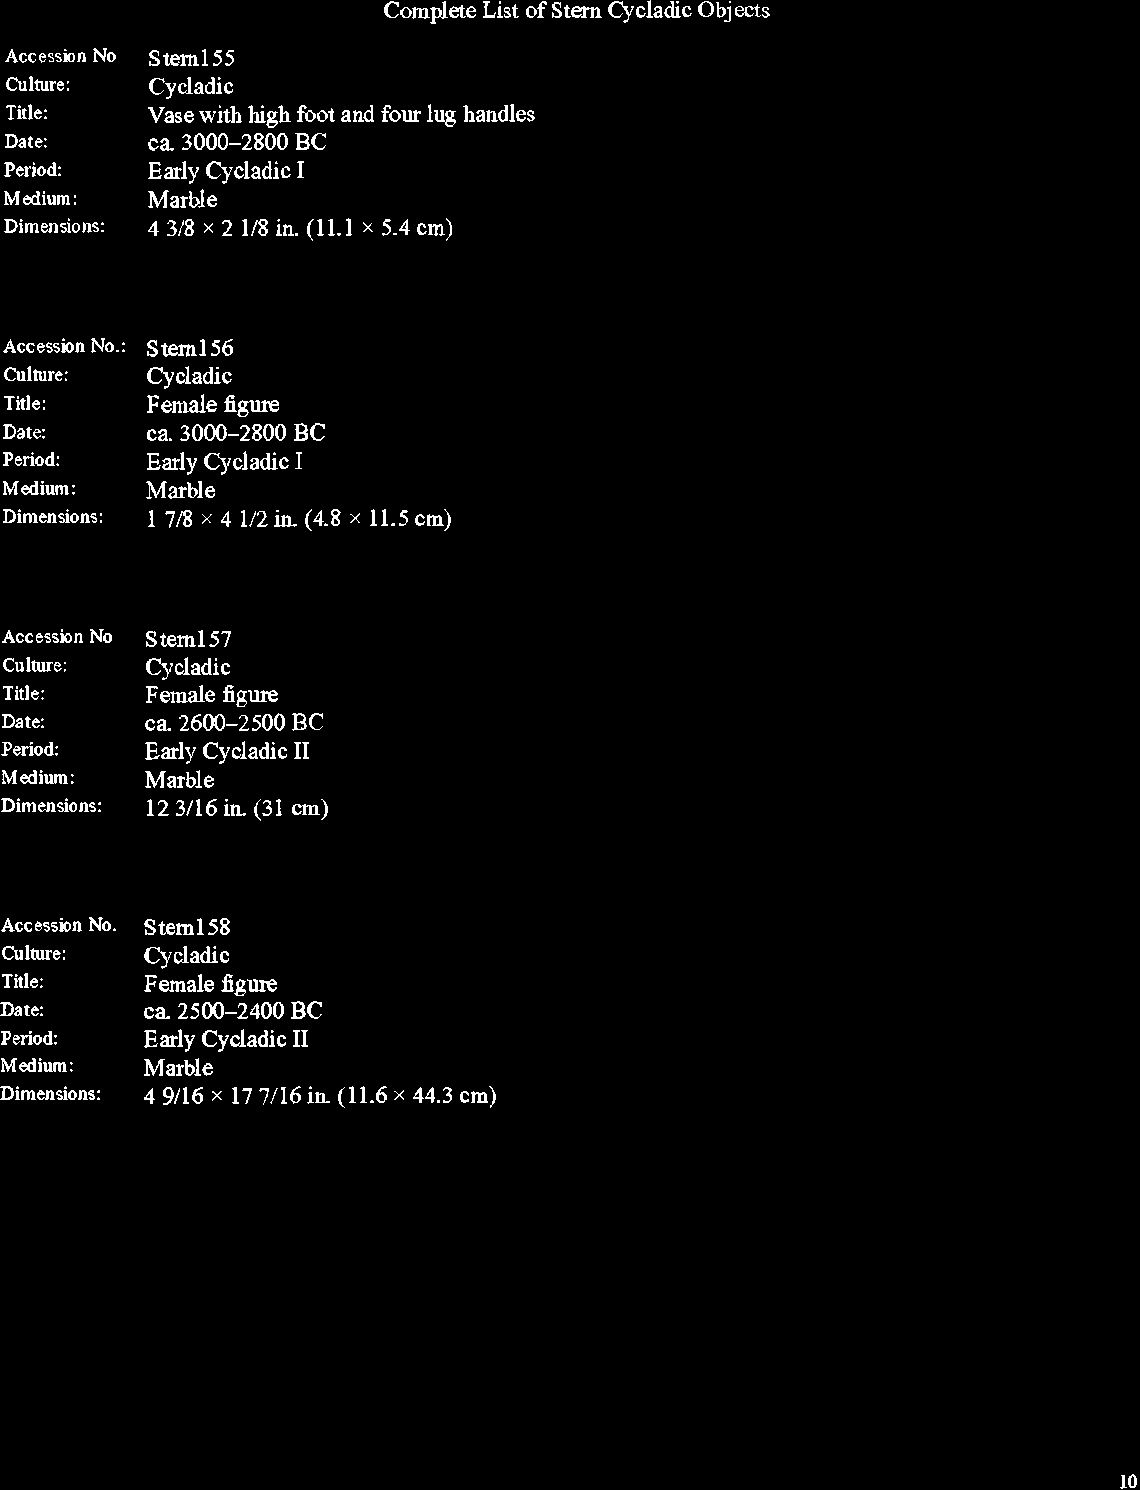 Complete List of Stern Cycladic Objects
Accession No Stern155
Culture: Cycladic
Title: Vase with high foot and four lug handles
Date: ca. 3000–2800 BC
Period: Early Cycladic I
Medium: Marble
Dimensions: 4 3/8 × 2 1/8 in. (11.1 × 5.4 cm)
Accession No.: Stern156
Culture: Cycladic
Title: Female figure
Date: ca. 3000–2800 BC
Period: Early Cycladic I
Medium: Marble
Dimensions: 1 7/8 × 4 1/2 in. (4.8 × 11.5 cm)
Accession No Stern157
Culture: Cycladic
Title: Female figure
Date: ca. 2600–2500 BC
Period: Early Cycladic II
Medium: Marble
Dimensions: 12 3/16 in. (31 cm)
Accession No. Stern158
Culture: Cycladic
Title: Female figure
Date: ca. 2500–2400 BC
Period: Early Cycladic II
Medium: Marble
Dimensions: 4 9/16 × 17 7/16 in. (11.6 × 44.3 cm)
10